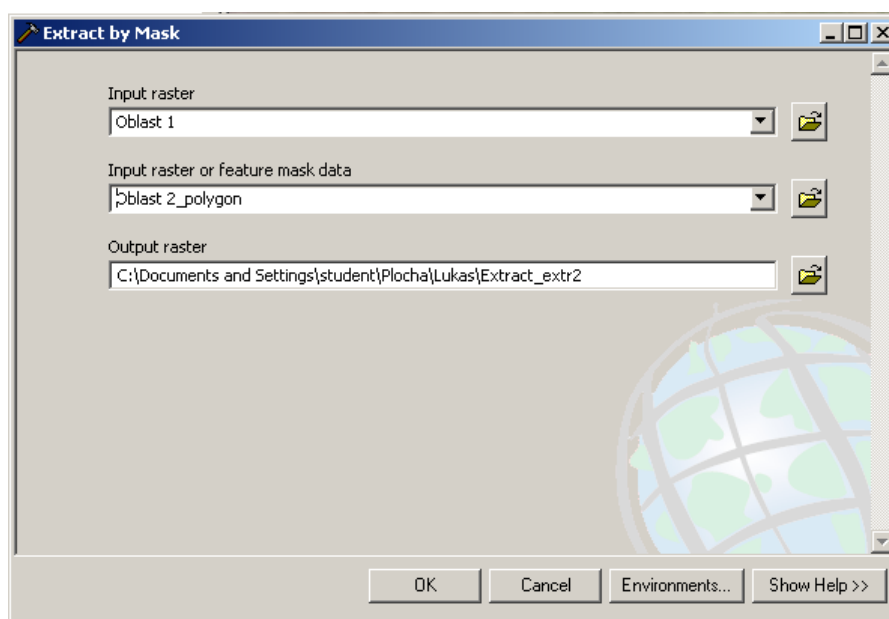 Extract by Mask
Input raster
Oblast 1
Input raster or feature mask data
Oblast 2_polygon
Output raster
C:\Documents and Settings\student\Plocha\Lukas\Extract_extr2
OK Cancel Environments... Show Help >>